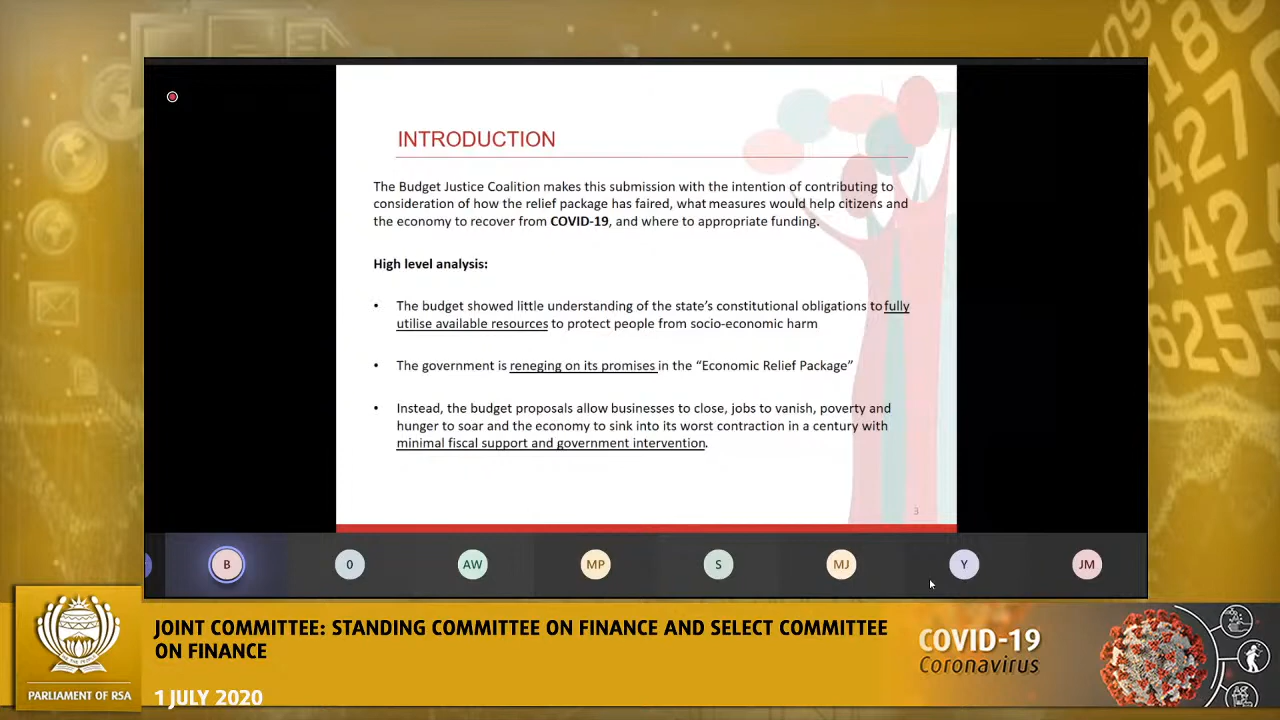 INTRODUCTION
The Budget Justice Coalition makes this submission with the intention of contributing to
consideration of how the relief package has faired, what measures would help citizens and
the economy to recover from COVID-19, and where to appropriate funding.
High level analysis:
• The budget showed little understanding of the state's constitutional obligations to fully
utilise available resources to protect people from socio-economic harm
• The government is reneging on its promises in the “Economic Relief Package”
• Instead, the budget proposals allow businesses to close, jobs to vanish, poverty and
hunger to soar and the economy to sink into its worst contraction in a century with
minimal fiscal support and government intervention.
3
B 0 AW MP S MJ Y JM
JOINT COMMITTEE: STANDING COMMITTEE ON FINANCE AND SELECT COMMITTEE
ON FINANCE
1 JULY 2020
PARLIAMENT OF RSA
COVID-19
Coronavirus